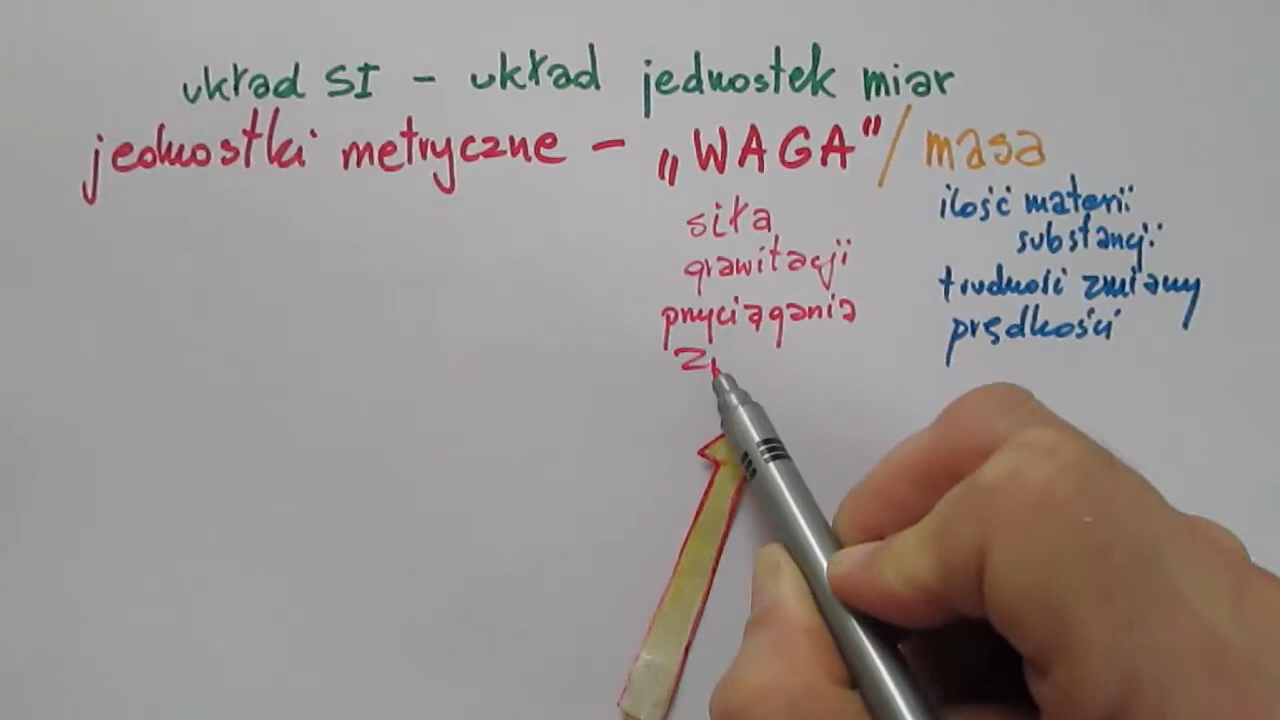 układ SI - układ jednostek miar
jednostki metryczne - „WAGA"/masa
siła
grawitacji
przyciągania
ilość materii
substancji
trudność zmiany
prędkości